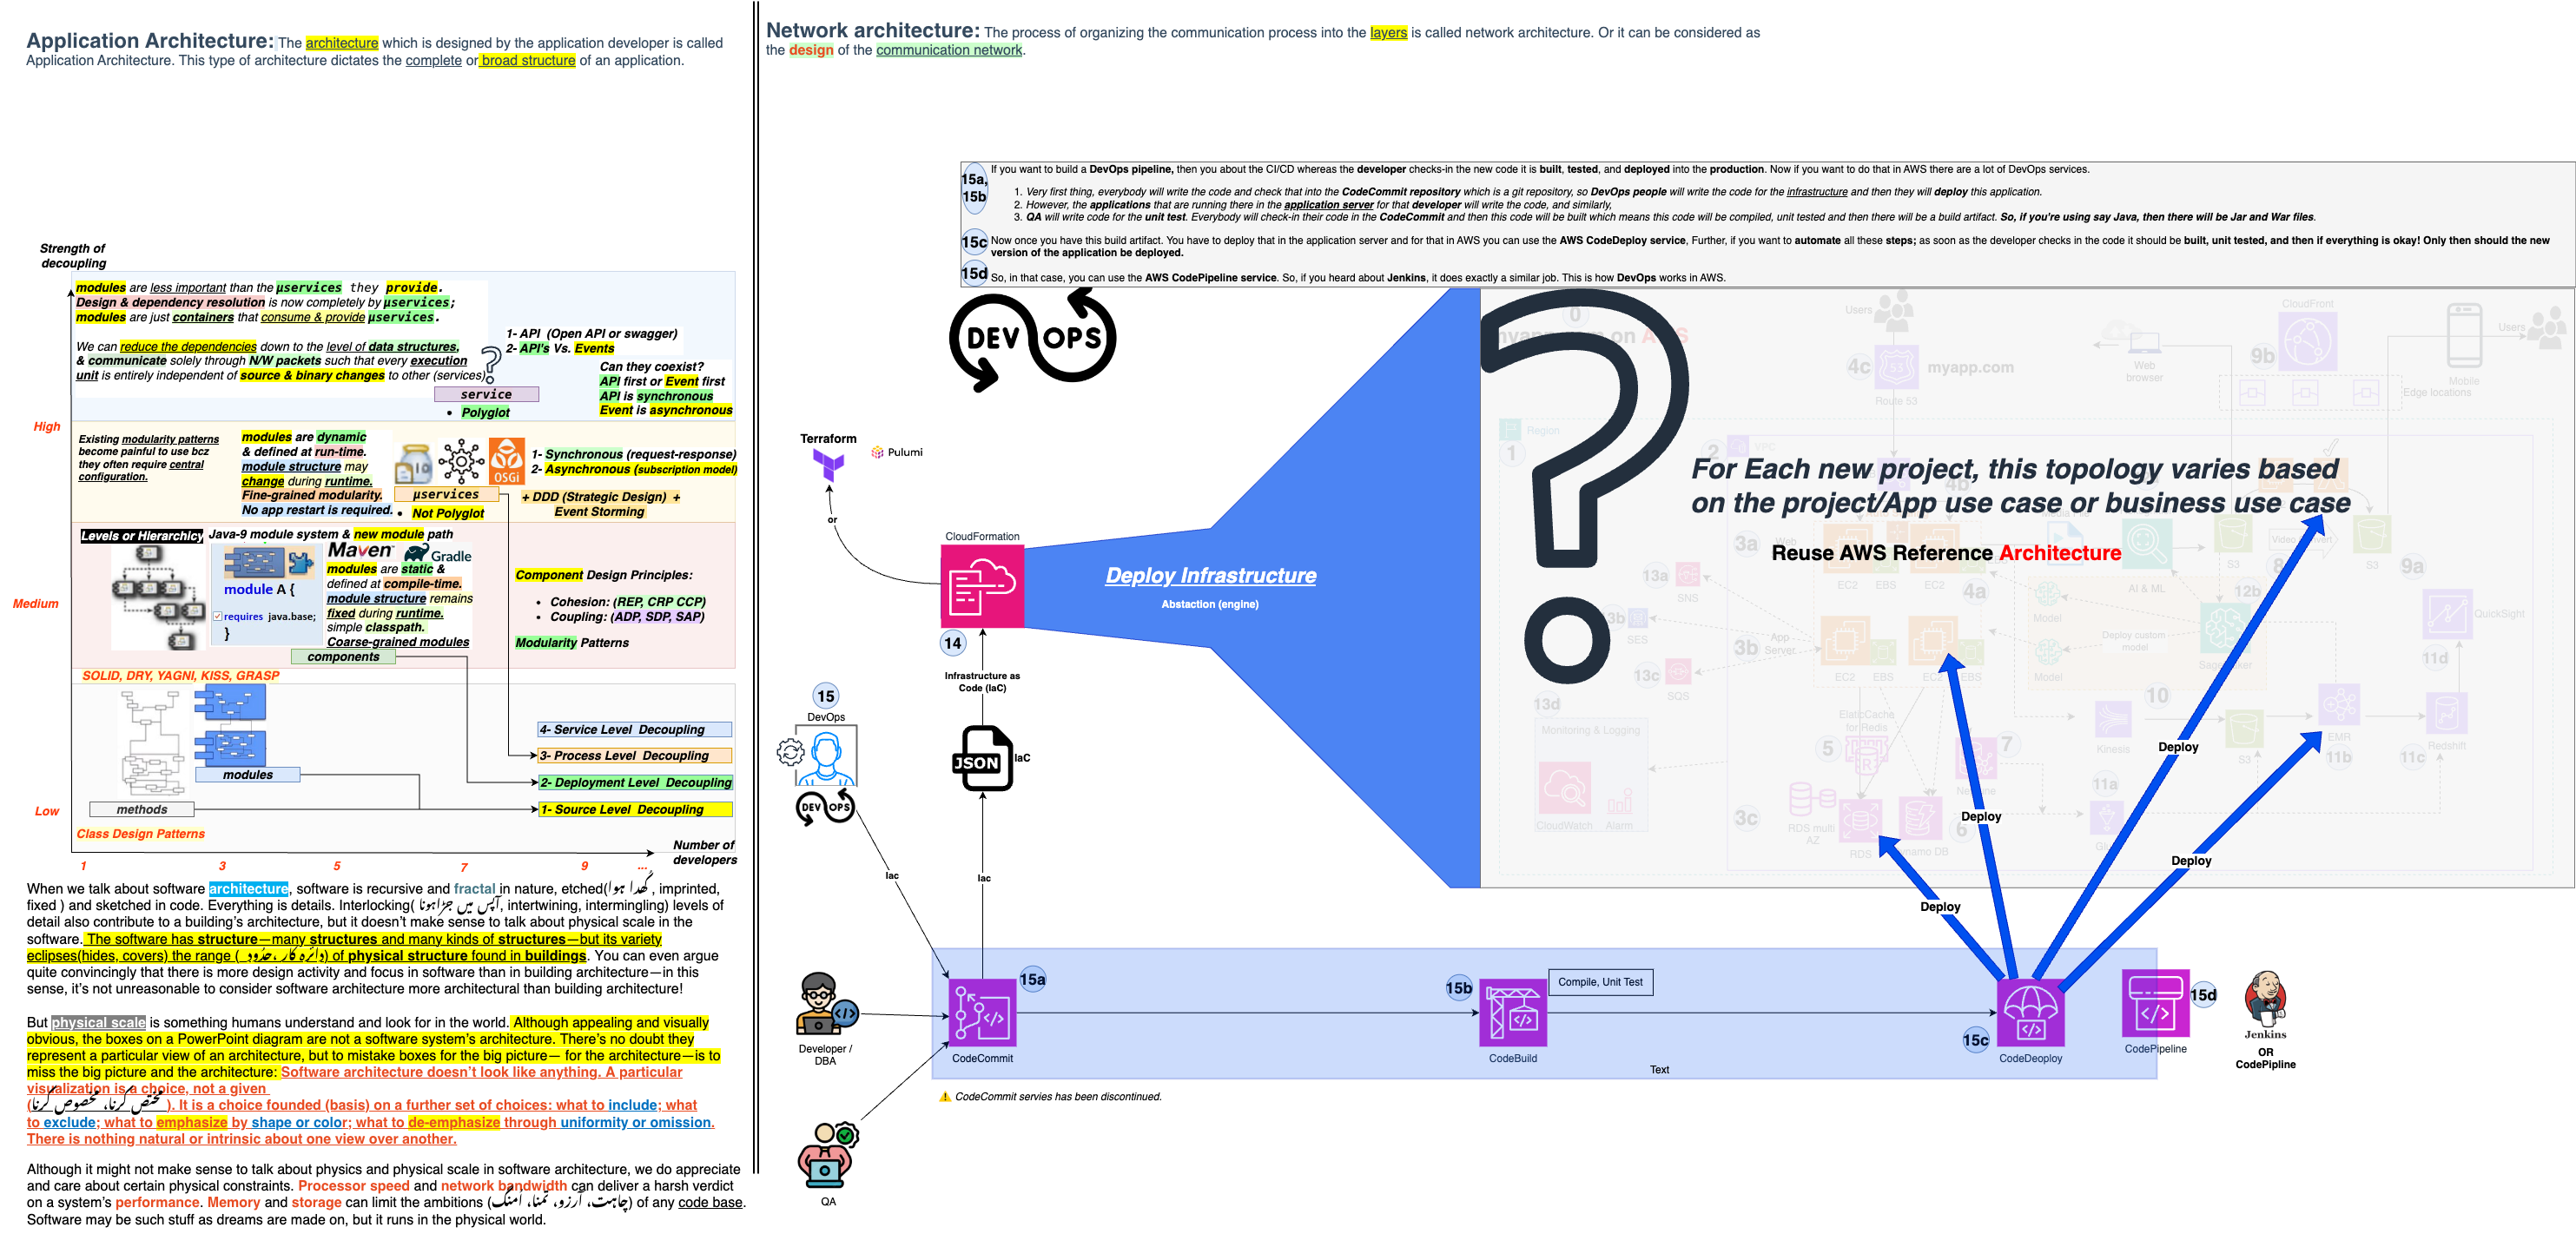 Application Architecture: The architecture which is designed by the application developer is called
Application Architecture. This type of architecture dictates the complete or broad structure of an application.
Strength of
decoupling
modules are less important than the µservices they provide.
Design & dependency resolution is now completely by µservices;
modules are just containers that consume & provide µservices.
We can reduce the dependencies down to the level of data structures,
& communicate solely through N/W packets such that every execution
unit is entirely independent of source & binary changes to other (services)
?
1- API (Open API or swagger)
2- API's Vs. Events
Can they coexist?
API first or Event first
API is synchronous
Event is asynchronous
service
• Polyglot
High
Existing modularity patterns
become painful to use bcz
they often require central
configuration.
modules are dynamic
& defined at run-time.
module structure may
change during runtime.
Fine-grained modularity.
No app restart is required.
OSGi
µservices
• Not Polyglot
1- Synchronous (request-response)
2- Asynchronous (subscription model)
+ DDD (Strategic Design) +
Event Storming
Levels or Hierarchicy
Java-9 module system & new module path
module A {
requires java.base;
}
Maven
Gradle
modules are static &
defined at compile-time.
module structure remains
fixed during runtime.
simple classpath.
Coarse-grained modules
components
Component Design Principles:
• Cohesion: (REP, CRP CCP)
• Coupling: (ADP, SDP, SAP)
Modularity Patterns
Medium
SOLID, DRY, YAGNI, KISS, GRASP
modules
methods
4- Service Level Decoupling
3- Process Level Decoupling
2- Deployment Level Decoupling
1- Source Level Decoupling
Low
Class Design Patterns
Number of
developers
1 3 5 7 9 ...
When we talk about software architecture, software is recursive and fractal in nature, etched(کُھدا ہوا, imprinted,
fixed ) and sketched in code. Everything is details. Interlocking( آپس میں جڑاہونا, intertwining, intermingling) levels of
detail also contribute to a building's architecture, but it doesn't make sense to talk about physical scale in the
software. The software has structure—many structures and many kinds of structures—but its variety
eclipses(hides, covers) the range ( دائرہ کار ،حدُود) of physical structure found in buildings. You can even argue
quite convincingly that there is more design activity and focus in software than in building architecture—in this
sense, it's not unreasonable to consider software architecture more architectural than building architecture!
But physical scale is something humans understand and look for in the world. Although appealing and visually
obvious, the boxes on a PowerPoint diagram are not a software system's architecture. There's no doubt they
represent a particular view of an architecture, but to mistake boxes for the big picture— for the architecture—is to
miss the big picture and the architecture: Software architecture doesn't look like anything. A particular
visualization is a choice, not a given
(مختص کرنا، مخصوص کرنا). It is a choice founded (basis) on a further set of choices: what to include; what
to exclude; what to emphasize by shape or color; what to de-emphasize through uniformity or omission.
There is nothing natural or intrinsic about one view over another.
Although it might not make sense to talk about physics and physical scale in software architecture, we do appreciate
and care about certain physical constraints. Processor speed and network bandwidth can deliver a harsh verdict
on a system's performance. Memory and storage can limit the ambitions (چاہت، آرزو، تمنا، اُمنگ) of any code base.
Software may be such stuff as dreams are made on, but it runs in the physical world.
Network architecture: The process of organizing the communication process into the layers is called network architecture. Or it can be considered as
the design of the communication network.
15a,
15b
If you want to build a DevOps pipeline, then you about the CI/CD whereas the developer checks-in the new code it is built, tested, and deployed into the production. Now if you want to do that in AWS there are a lot of DevOps services.
1. Very first thing, everybody will write the code and check that into the CodeCommit repository which is a git repository, so DevOps people will write the code for the infrastructure and then they will deploy this application.
2. However, the applications that are running there in the application server for that developer will write the code, and similarly,
3. QA will write code for the unit test. Everybody will check-in their code in the CodeCommit and then this code will be built which means this code will be compiled, unit tested and then there will be a build artifact. So, if you're using say Java, then there will be Jar and War files.
15c
Now once you have this build artifact. You have to deploy that in the application server and for that in AWS you can use the AWS CodeDeploy service, Further, if you want to automate all these steps; as soon as the developer checks in the code it should be built, unit tested, and then if everything is okay! Only then should the new
version of the application be deployed.
15d
So, in that case, you can use the AWS CodePipeline service. So, if you heard about Jenkins, it does exactly a similar job. This is how DevOps works in AWS.
DEV OPS
Terraform
Pulumi
or
CloudFormation
14
Infrastructure as
Code (IaC)
JSON
IaC
Iac
Iac
15
DevOps
DEV OPS
Deploy Infrastructure
Abstaction (engine)
?
0
on AWS
Users
4c
53
Route 53
myapp.com
Web
browser
CloudFront
9b
Edge locations
Mobile
Users
Region
1
2
VPC
For Each new project, this topology varies based
on the project/App use case or business use case
Reuse AWS Reference Architecture
3a
Web
4b
EC2 EBS
EC2 EBS
4a
AI & ML
S3
Video
8
S3
9a
13a
SNS
13b
SES
13c
SQS
13d
3b
App
Server
EC2 EBS
EC2 EBS
Model
Model
Deploy custom
model
12b
QuickSight
11d
10
Monitoring & Logging
CloudWatch Alarm
ElatiCache
for Redis
5
7
Kinesis
S3
EMR
11b
11c
Redshift
3c
RDS multi
AZ
RDS
6
11a
Deploy
Deploy
Deploy
Deploy
Developer /
DBA
QA
15a
CodeCommit
15b
Compile, Unit Test
CodeBuild
Text
15c
CodeDeoploy
CodePipeline
15d
Jenkins
OR
CodePipline
CodeCommit servies has been discontinued.